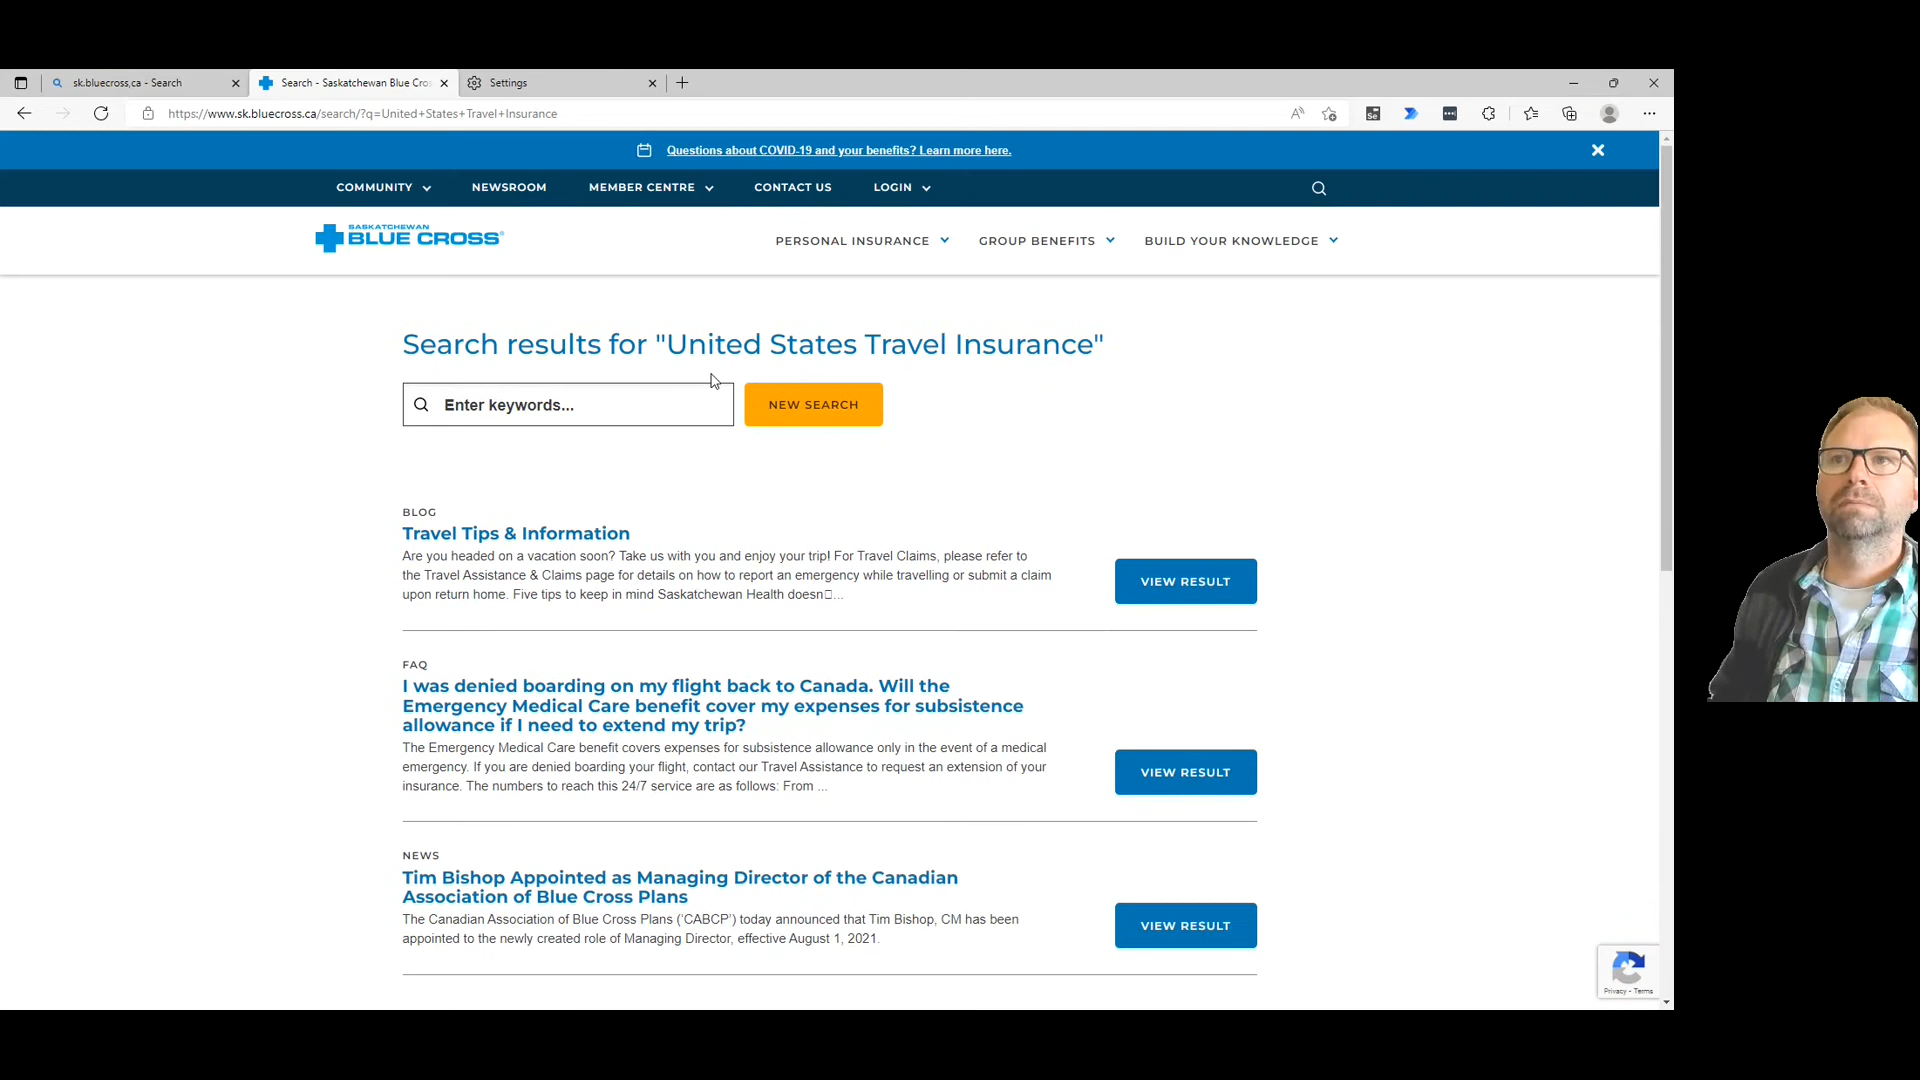 sk.bluecross,ca - Search
Search - Saskatchewan Blue Cros
Settings
https://www.sk.bluecross.ca/search/?q=United+States+Travel+Insurance
Questions about COVID-19 and your benefits? Learn more here.
COMMUNITY
NEWSROOM
MEMBER CENTRE
CONTACT US
LOGIN
SASKATCHEWAN
BLUE CROSS®
PERSONAL INSURANCE
GROUP BENEFITS
BUILD YOUR KNOWLEDGE
Search results for "United States Travel Insurance"
Enter keywords...
NEW SEARCH
BLOG
Travel Tips & Information
Are you headed on a vacation soon? Take us with you and enjoy your trip! For Travel Claims, please refer to
the Travel Assistance & Claims page for details on how to report an emergency while travelling or submit a claim
upon return home. Five tips to keep in mind Saskatchewan Health doesn▯...
VIEW RESULT
FAQ
I was denied boarding on my flight back to Canada. Will the
Emergency Medical Care benefit cover my expenses for subsistence
allowance if I need to extend my trip?
The Emergency Medical Care benefit covers expenses for subsistence allowance only in the event of a medical
emergency. If you are denied boarding your flight, contact our Travel Assistance to request an extension of your
insurance. The numbers to reach this 24/7 service are as follows: From ...
VIEW RESULT
NEWS
Tim Bishop Appointed as Managing Director of the Canadian
Association of Blue Cross Plans
The Canadian Association of Blue Cross Plans ('CABCP') today announced that Tim Bishop, CM has been
appointed to the newly created role of Managing Director, effective August 1, 2021.
VIEW RESULT
Privacy - Terms